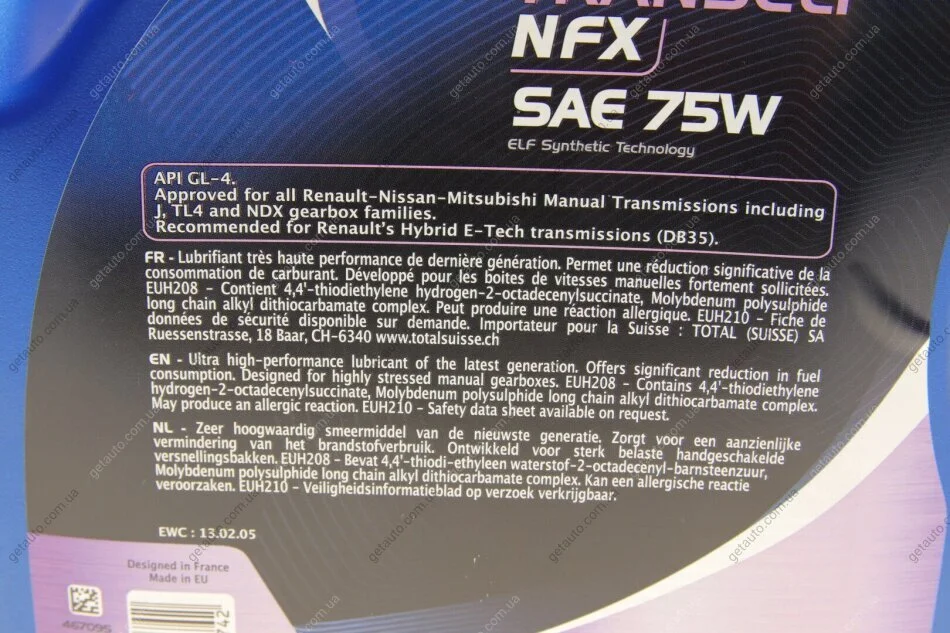 NFX
SAE 75W
ELF Synthetic Technology
API GL-4.
Approved for all Renault-Nissan-Mitsubishi Manual Transmissions including
J, TL4 and NDX gearbox families.
Recommended for Renault's Hybrid E-Tech transmissions (DB35).
FR - Lubrifiant très haute performance de dernière génération. Permet une réduction significative de la
consommation de carburant. Développé pour les boites de vitesses manuelles fortement sollicitées.
EUH208 - Contient 4,4'-thiodiethylene hydrogen-2-octadecenylsuccinate, Molybdenum polysulphide
long chain alkyl dithiocarbamate complex. Peut produire une réaction allergique. EUH210 - Fiche de
données de sécurité disponible sur demande. Importateur pour la Suisse : TOTAL (SUISSE) SA
Ruessenstrasse, 18 Baar, CH-6340 www.totalsuisse.ch
EN - Ultra high-performance lubricant of the latest generation. Offers significant reduction in fuel
consumption. Designed for highly stressed manual gearboxes. EUH208 - Contains 4,4'-thiodiethylene
hydrogen-2-octadecenylsuccinate, Molybdenum polysulphide long chain alkyl dithiocarbamate complex.
May produce an allergic reaction. EUH210 - Safety data sheet available on request.
NL - Zeer hoogwaardig smeermiddel van de nieuwste generatie. Zorgt voor een aanzienlijke
vermindering van het brandstofverbruik. Ontwikkeld voor sterk belaste handgeschakelde
versnellingsbakken. EUH208 - Bevat 4,4'-thiodi-ethyleen waterstof-2-octadecenyl-barnsteenzuur,
Molybdenum polysulphide long chain alkyl dithiocarbamate complex. Kan een allergische reactie
veroorzaken. EUH210 - Veiligheidsinformatieblad op verzoek verkrijgbaar.
EWC : 13.02.05
Designed in France
Made in EU
467095
742
getauto.com.ua